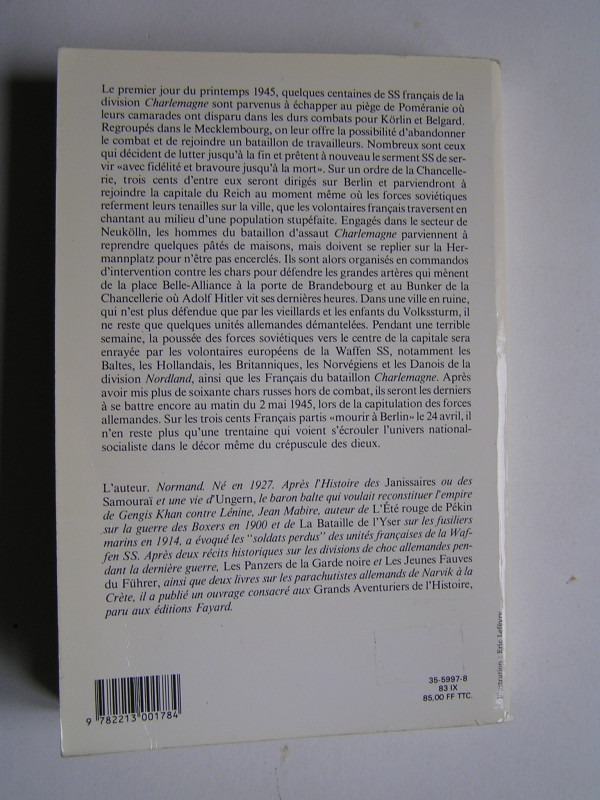 Le premier jour du printemps 1945, quelques centaines de SS français de la
division Charlemagne sont parvenus à échapper au piège de Poméranie où
leurs camarades ont disparu dans les durs combats pour Körlin et Belgard.
Regroupés dans le Mecklembourg, on leur offre la possibilité d'abandonner
le combat et de rejoindre un bataillon de travailleurs. Nombreux sont ceux
qui décident de lutter jusqu'à la fin et prêtent à nouveau le serment SS de ser-
vir «avec fidélité et bravoure jusqu'à la mort». Sur un ordre de la Chancelle-
rie, trois cents d'entre eux seront dirigés sur Berlin et parviendront à
rejoindre la capitale du Reich au moment même où les forces soviétiques
referment leurs tenailles sur la ville, que les volontaires français traversent en
chantant au milieu d'une population stupéfaite. Engagés dans le secteur de
Neukölln, les hommes du bataillon d'assaut Charlemagne parviennent à
reprendre quelques pâtés de maisons, mais doivent se replier sur la Her-
mannplatz pour n'être pas encerclés. Ils sont alors organisés en commandos
d'intervention contre les chars pour défendre les grandes artères qui mènent
de la place Belle-Alliance à la porte de Brandebourg et au Bunker de la
Chancellerie où Adolf Hitler vit ses dernières heures. Dans une ville en ruine,
qui n'est plus défendue que par les vieillards et les enfants du Volkssturm, il
ne reste que quelques unités allemandes démantelées. Pendant une terrible
semaine, la poussée des forces soviétiques vers le centre de la capitale sera
enrayée par les volontaires européens de la Waffen SS, notamment les
Baltes, les Hollandais, les Britanniques, les Norvégiens et les Danois de la
division Nordland, ainsi que les Français du bataillon Charlemagne. Après
avoir mis plus de soixante chars russes hors de combat, ils seront les derniers
à se battre encore au matin du 2 mai 1945, lors de la capitulation des forces
allemandes. Sur les trois cents Français partis «mourir à Berlin» le 24 avril, il
n'en reste plus qu'une trentaine qui voient s'écrouler l'univers national-
socialiste dans le décor même du crépuscule des dieux.
L'auteur. Normand. Né en 1927. Après l'Histoire des Janissaires ou des
Samouraï et une vie d'Ungern, le baron balte qui voulait reconstituer l'empire
de Gengis Khan contre Lénine, Jean Mabire, auteur de L'Été rouge de Pékin
sur la guerre des Boxers en 1900 et de La Bataille de l'Yser sur les fusiliers
marins en 1914, a évoqué les "soldats perdus" des unités françaises de la Waf-
fen SS. Après deux récits historiques sur les divisions de choc allemandes pen-
dant la dernière guerre, Les Panzers de la Garde noire et Les Jeunes Fauves
du Führer, ainsi que deux livres sur les parachutistes allemands de Narvik à la
Crète, il a publié un ouvrage consacré aux Grands Aventuriers de l'Histoire,
paru aux éditions Fayard.
35-5997-8
83 IX
85,00 FF TTC.
9 782213 001784
Illustration : Eric Lefèvre